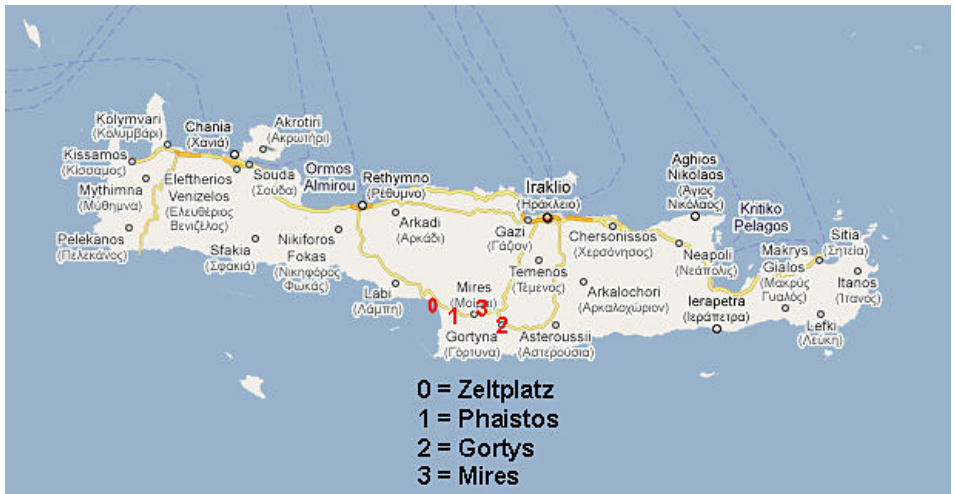 Kolymvari
(Κολυμβάρι)
Chania
(Χανιά)
Akrotiri
(Ακρωτήρι)
Kissamos
(Κίσσαμος)
Mythimna
(Μύθημνα)
Eleftherios
Venizelos
(Ελευθέριος
Βενιζέλος)
Souda
(Σούδα)
Ormos
Almirou
Rethymno
(Ρέθυμνο)
Iraklio
(Ηράκλειο)
Aghios
Nikolaos
(Άγιος
Νικόλαος)
Kritiko
Pelagos
Sitia
(Σητεία)
Pelekanos
(Πελεκάνος)
Sfakia
(Σφακιά)
Nikiforos
Fokas
(Νικηφόρος
Φωκάς)
Arkadi
(Αρκάδι)
Gazi
(Γάζιον)
Chersonissos
(Χερσόνησος)
Neapoli
(Νεάπολις)
Makrys
Gialos
(Μακρύς
Γυαλός)
Itanos
(Ίτανος)
Labi
(Λάμπη)
Mires
Temenos
(Τέμενος)
Arkalochori
(Αρκαλοχώριον)
Ierapetra
(Ιεράπετρα)
Lefki
(Λεύκη)
Gortyna
(Γόρτυνα)
Asteroussii
(Αστερούσια)
0
1
3
2
0 = Zeltplatz
1 = Phaistos
2 = Gortys
3 = Mires